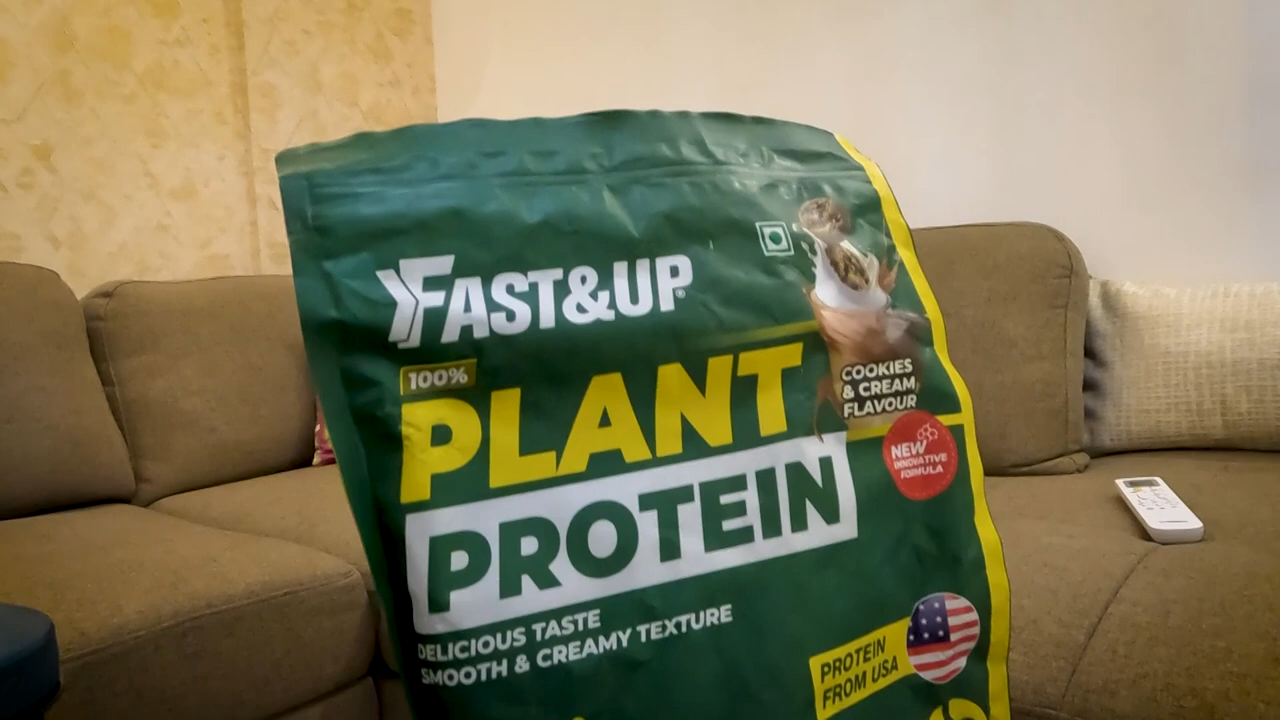 FAST&UP®
100%
PLANT
PROTEIN
DELICIOUS TASTE
SMOOTH & CREAMY TEXTURE
COOKIES
& CREAM
FLAVOUR
NEW
INNOVATIVE
FORMULA
PROTEIN
FROM USA